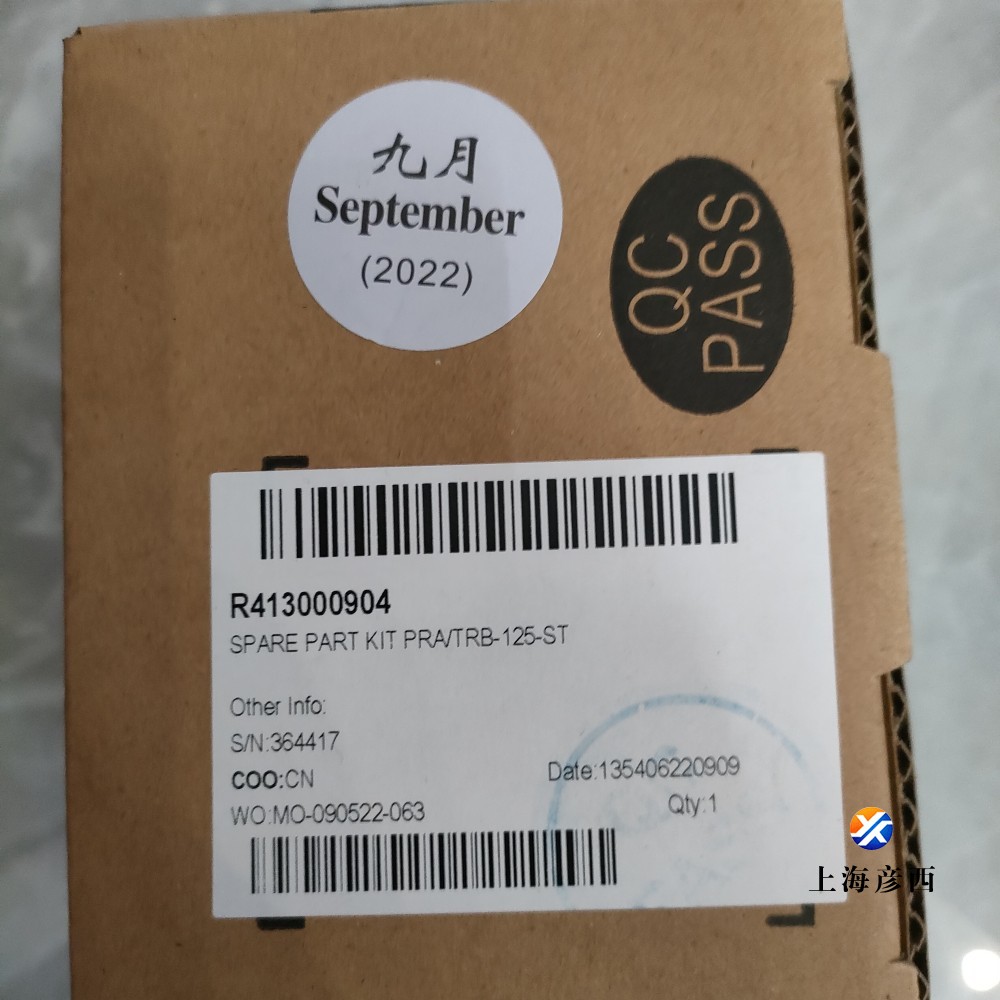 九月
September
(2022)
QC
PASS
R413000904
SPARE PART KIT PRA/TRB-125-ST
Other Info:
S/N:364417
COO:CN
Date:135406220909
WO:MO-090522-063
Qty:1
上海彦西